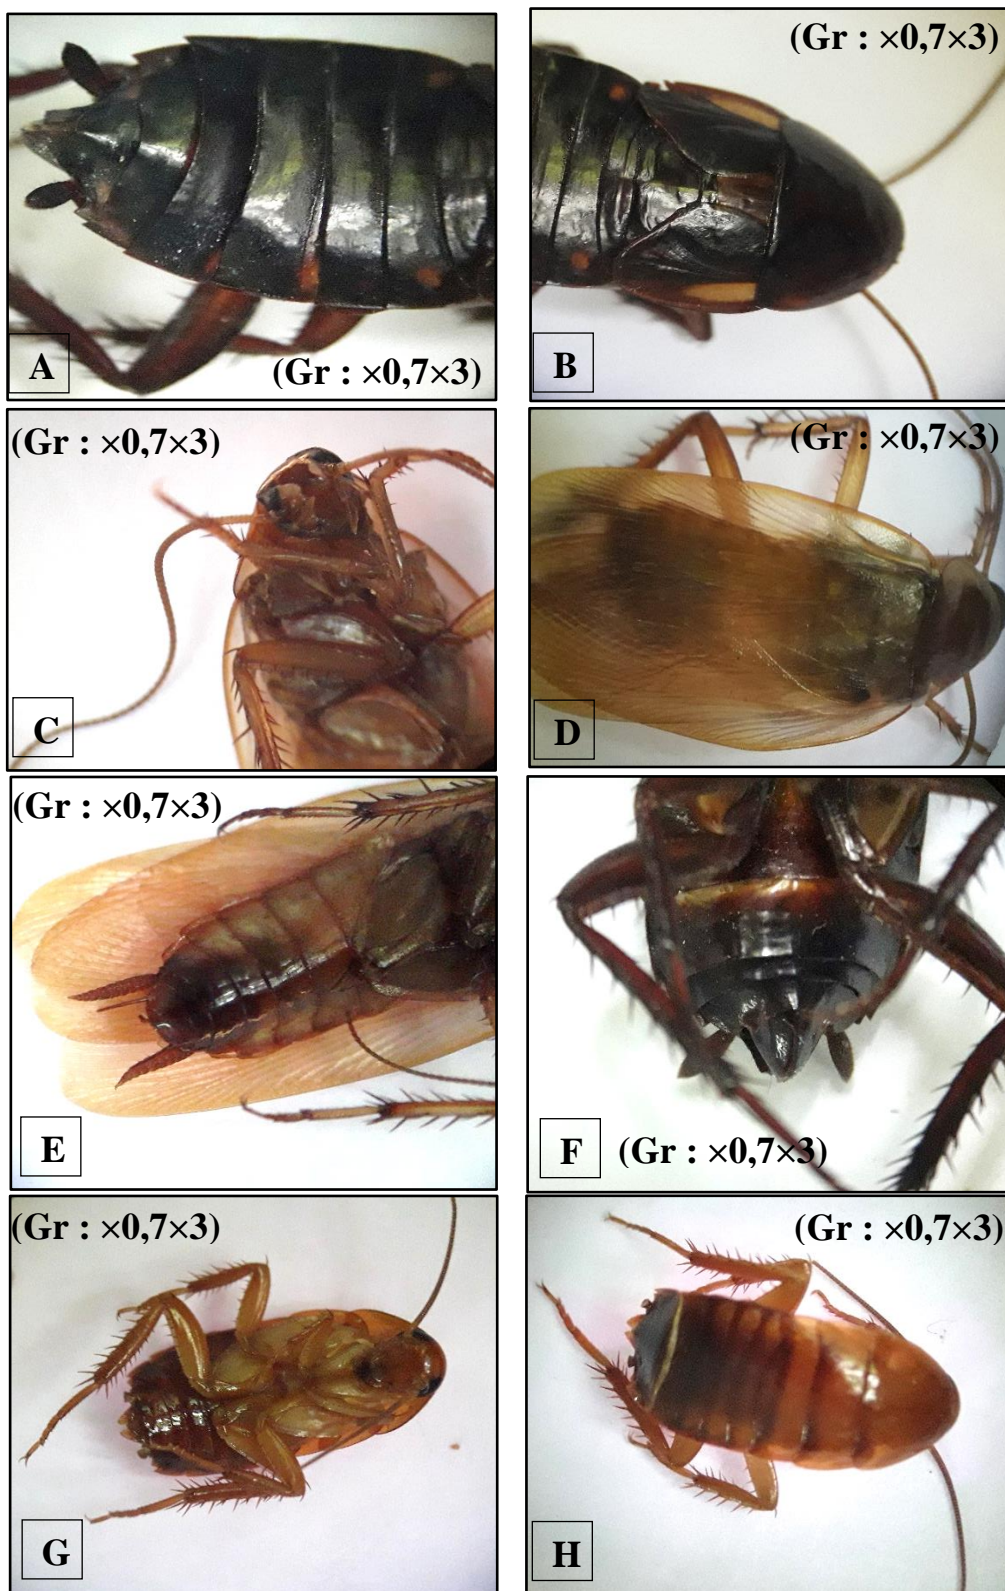 (Gr : ×0,7×3)
A
(Gr : ×0,7×3)
B
(Gr : ×0,7×3)
C
(Gr : ×0,7×3)
D
(Gr : ×0,7×3)
E
F
(Gr : ×0,7×3)
(Gr : ×0,7×3)
G
(Gr : ×0,7×3)
H